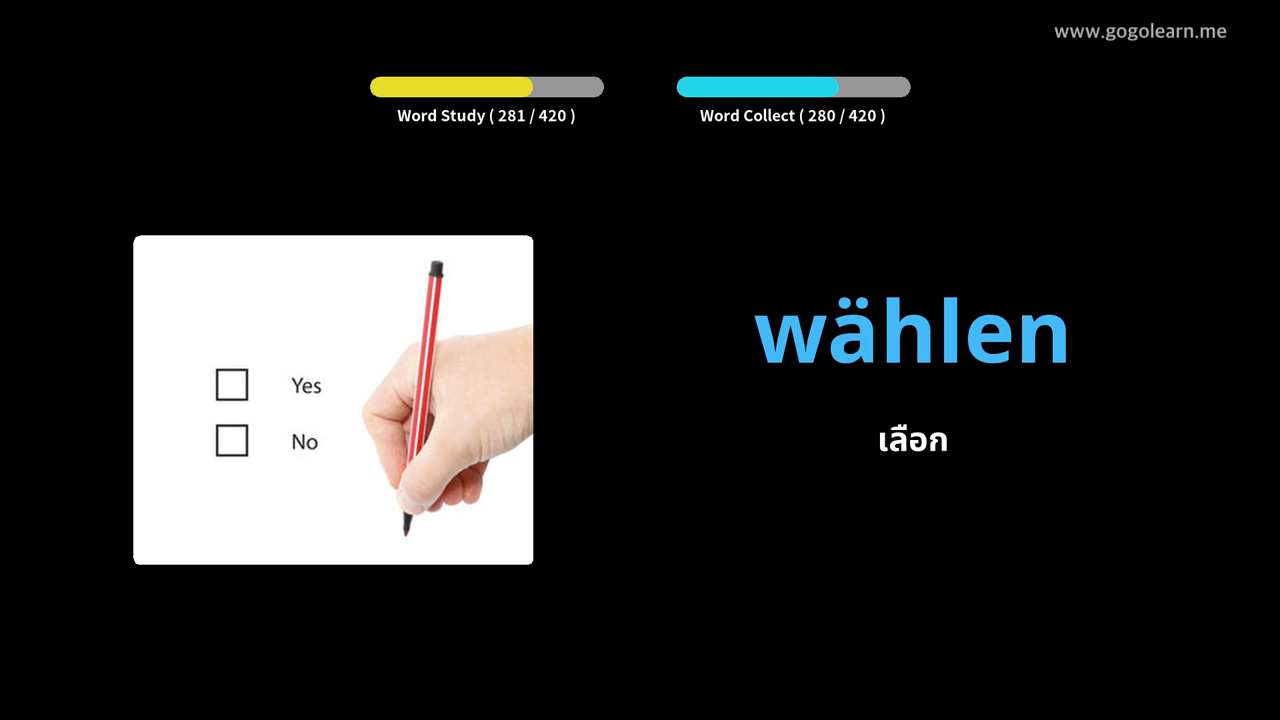 www.gogolearn.me
Word Study ( 281 / 420 )
Word Collect ( 280 / 420 )
Yes
No
wählen
เลือก